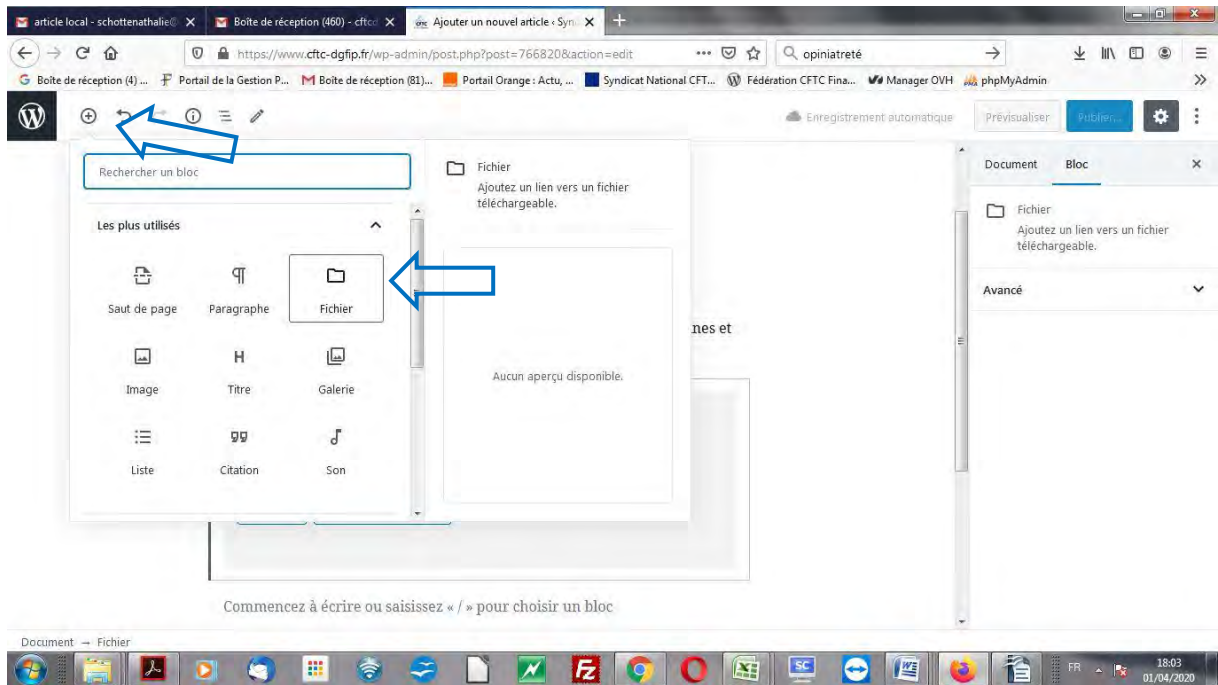 article local - schottenathalie@
Boîte de réception (460) - cftcd
Ajouter un nouvel article ‹ Syn
https://www.cftc-dgfip.fr/wp-admin/post.php?post=766820&action=edit
opiniatreté
Boîte de réception (4) ...
Portail de la Gestion P...
Boîte de réception (81)...
Portail Orange : Actu, ...
Syndicat National CFT...
Fédération CFTC Fina...
Manager OVH
phpMyAdmin
Enregistrement automatique
Prévisualiser
Publier...
Rechercher un bloc
Fichier
Ajoutez un lien vers un fichier
téléchargeable.
Document
Bloc
Fichier
Ajoutez un lien vers un fichier
téléchargeable.
Avancé
Les plus utilisés
Saut de page
Paragraphe
Fichier
Image
Titre
Galerie
Liste
Citation
Son
Aucun aperçu disponible.
nes et
Commencez à écrire ou saisissez « / » pour choisir un bloc
Document → Fichier
FR
18:03
01/04/2020